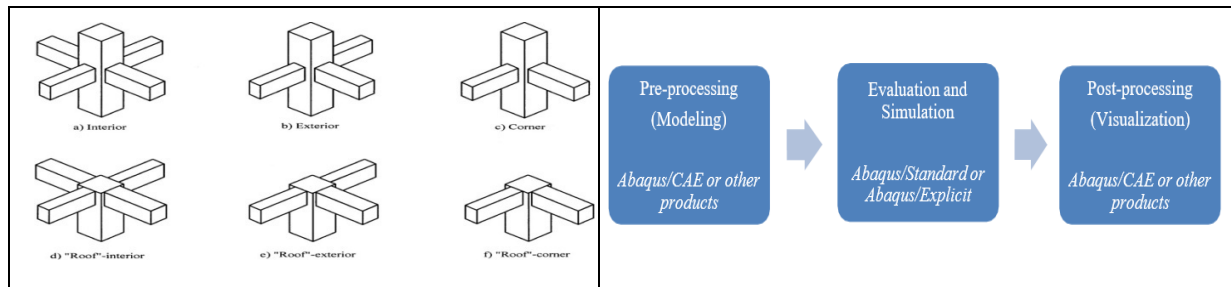 a) Interior
b) Exterior
c) Corner
d) "Roof"-interior
e) "Roof"-exterior
f) "Roof"-corner
Pre-processing
(Modeling)
Abaqus/CAE or other
products
Evaluation and
Simulation
Abaqus/Standard or
Abaqus/Explicit
Post-processing
(Visualization)
Abaqus/CAE or other
products